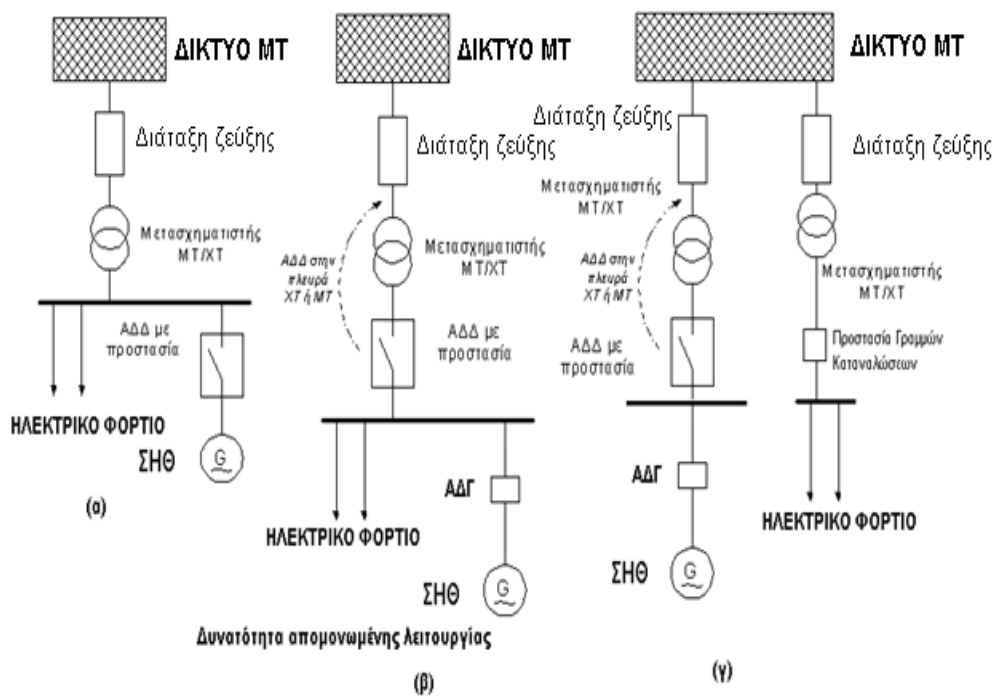 ΔΙΚΤΥΟ ΜΤ
Διάταξη ζεύξης
Μετασχηματιστής
ΜΤ/ΧΤ
ΑΔΔ με
προστασία
ΗΛΕΚΤΡΙΚΟ ΦΟΡΤΙΟ
ΣΗΘ
G
(α)
ΔΙΚΤΥΟ ΜΤ
Διάταξη ζεύξης
ΑΔΔ στην
πλευρά
ΧΤ ή ΜΤ
Μετασχηματιστής
ΜΤ/ΧΤ
ΑΔΔ με
προστασία
ΑΔΓ
ΗΛΕΚΤΡΙΚΟ ΦΟΡΤΙΟ
ΣΗΘ
G
Δυνατότητα απομονωμένης λειτουργίας
(β)
ΔΙΚΤΥΟ ΜΤ
Διάταξη ζεύξης
Μετασχηματιστής
ΜΤ/ΧΤ
ΑΔΔ στην
πλευρά
ΧΤ ή ΜΤ
ΑΔΔ με
προστασία
ΑΔΓ
ΣΗΘ
G
Διάταξη ζεύξης
Μετασχηματιστής
ΜΤ/ΧΤ
Προστασία Γραμμών
Καταναλώσεων
ΗΛΕΚΤΡΙΚΟ ΦΟΡΤΙΟ
(γ)